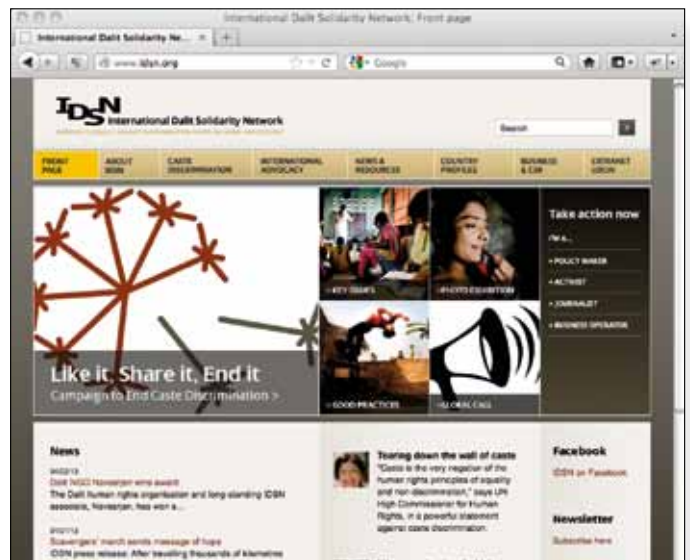 International Dalit Solidarity Network: Front page
International Dalit Solidarity Ne...
www.idsn.org
Google
IDSN
International Dalit Solidarity Network
Search
FRONT PAGE
ABOUT IDSN
CASTE DISCRIMINATION
INTERNATIONAL ADVOCACY
NEWS & RESOURCES
COUNTRY PROFILES
BUSINESS & CSR
EXTRANET LOGIN
Take action now
I'm a...
POLICY MAKER
ACTIVIST
JOURNALIST
BUSINESS OPERATOR
KEY ISSUES
PHOTO EXHIBITION
GOOD PRACTICES
GLOBAL CALL
Like it, Share it, End it
Campaign to End Caste Discrimination >
News
Dalit NGO Navsarjan wins award
The Dalit human rights organisation and long-standing IDSN
associate, Navsarjan, has won a...
Scavengers' march sends message of hope
IDSN press release: After travelling thousands of kilometres
Tearing down the wall of caste
"Caste is the very negation of the
human rights principles of equality
and non-discrimination," says UN
High Commissioner for Human
Rights, in a powerful statement
against caste discrimination.
Facebook
IDSN on Facebook
Newsletter
Subscribe here